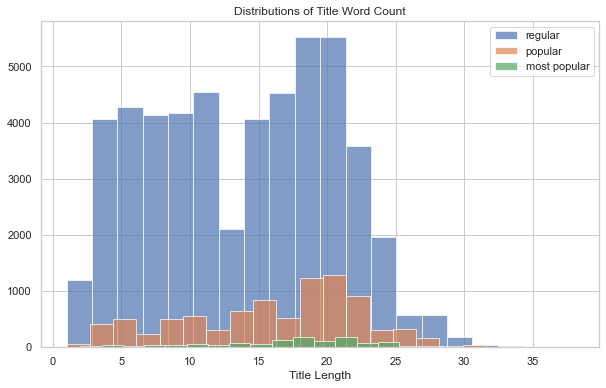 Distributions of Title Word Count
regular
popular
most popular
5000
4000
3000
2000
1000
0
0 5 10 15 20 25 30 35
Title Length